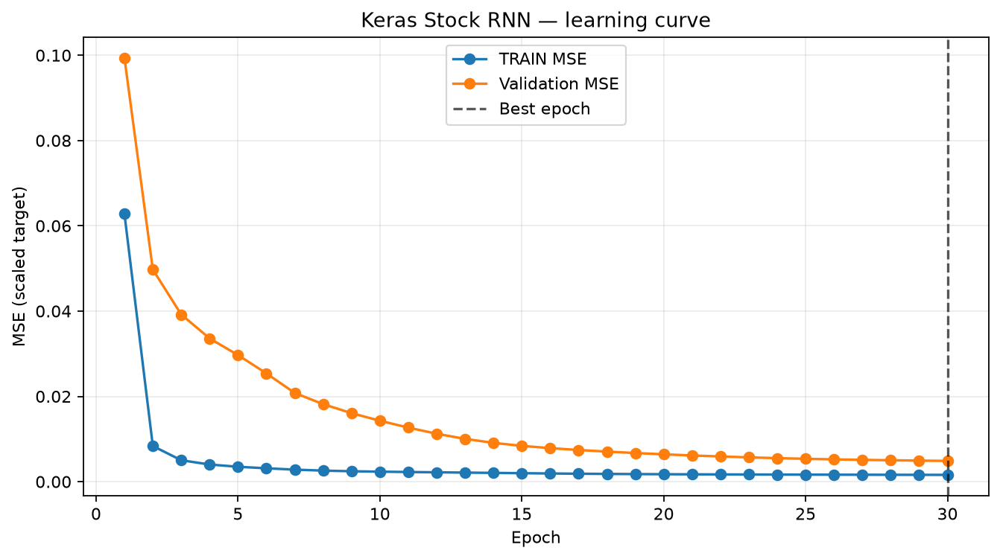 Keras Stock RNN — learning curve
TRAIN MSE
Validation MSE
Best epoch
MSE (scaled target)
0.10
0.08
0.06
0.04
0.02
0.00
0 5 10 15 20 25 30
Epoch